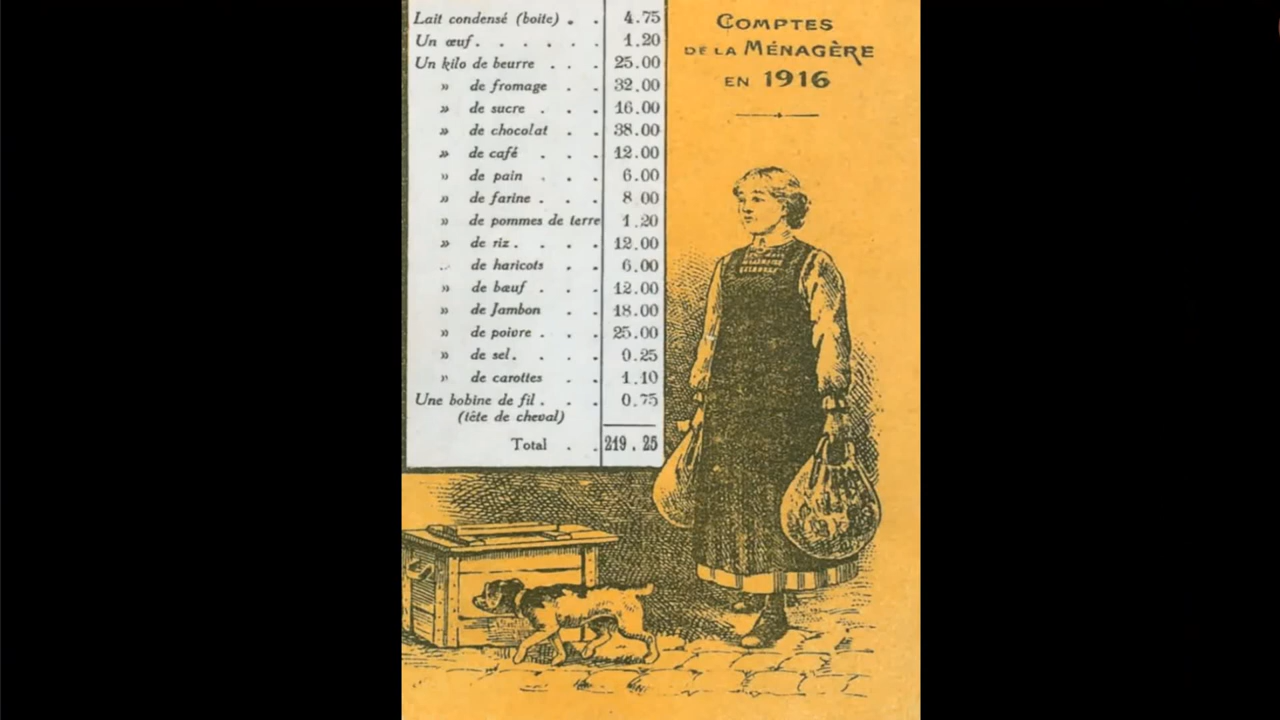 Lait condensé (boite) . . 4.75
Un œuf. . . . . . 1.20
Un kilo de beurre . . . 25.00
» de fromage . . 32.00
» de sucre . . . 16.00
» de chocolat . . 38.00
» de café . . . 12.00
» de pain . . . 6.00
» de farine . . . 8 00
» de pommes de terre 1.20
» de riz . . . . 12.00
» de haricots . . 6.00
» de bœuf . . . 12.00
» de Jambon . . 18.00
» de poivre . . . 25.00
» de sel . . . . 0.25
» de carottes . . 1.10
Une bobine de fil . . . 0.75
(tête de cheval)
Total . . 219.25
COMPTES
DE LA MÉNAGÈRE
EN 1916